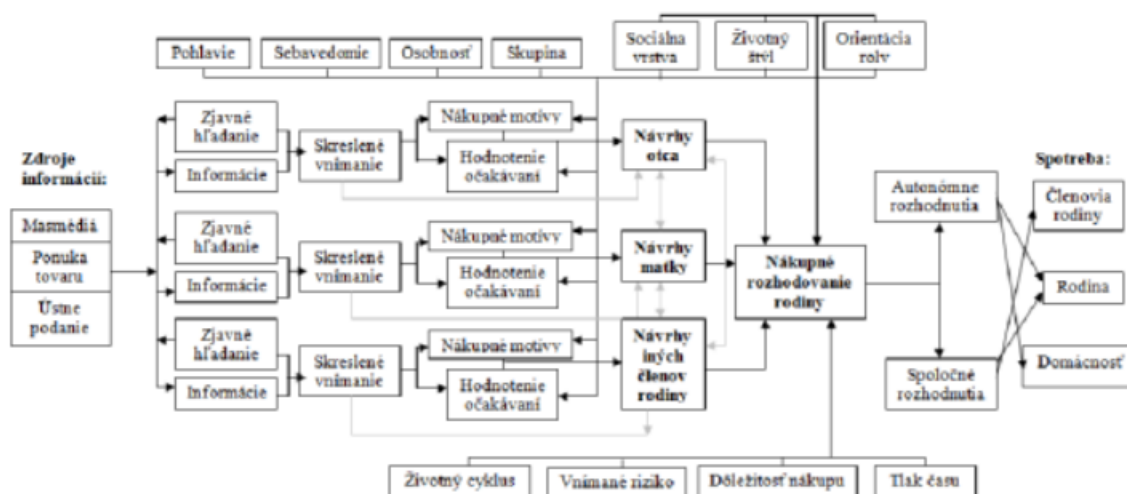 Pohlavie
Sebavedomie
Osobnosť
Skupina
Sociálna
vrstva
Životný
štýl
Orientácia
roly
Zdroje
informácií:
Masmédiá
Ponuka
tovaru
Ústne
podanie
Zjavné
hľadanie
Informácie
Skreslené
vnímanie
Nákupné motívy
Hodnotenie
očakávaní
Návrhy
otca
Zjavné
hľadanie
Informácie
Skreslené
vnímanie
Nákupné motívy
Hodnotenie
očakávaní
Návrhy
matky
Zjavné
hľadanie
Informácie
Skreslené
vnímanie
Nákupné motívy
Hodnotenie
očakávaní
Návrhy
iných
členov
rodiny
Nákupné
rozhodovanie
rodiny
Autonómne
rozhodnutia
Spoločné
rozhodnutia
Spotreba:
Členovia
rodiny
Rodina
Domácnosť
Životný cyklus
Vnímané riziko
Dôležitosť nákupu
Tlak času